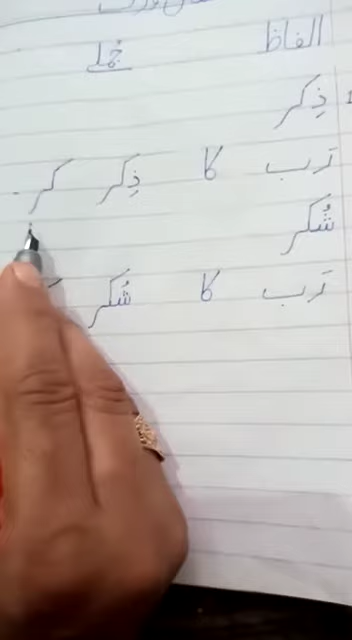 الفاظ جملے
ذِکر
رَب کا ذِکر کر -
شُکر
رَب کا شُکر